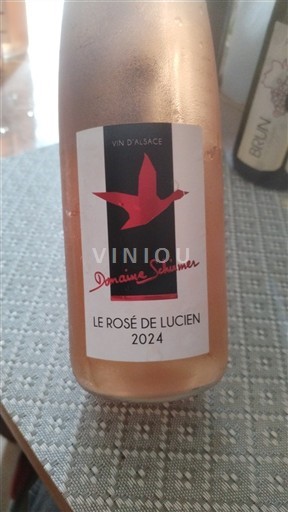 VIN D'ALSACE
VINIOU
Domaine Schirmer
LE ROSÉ DE LUCIEN
2024
BRUN